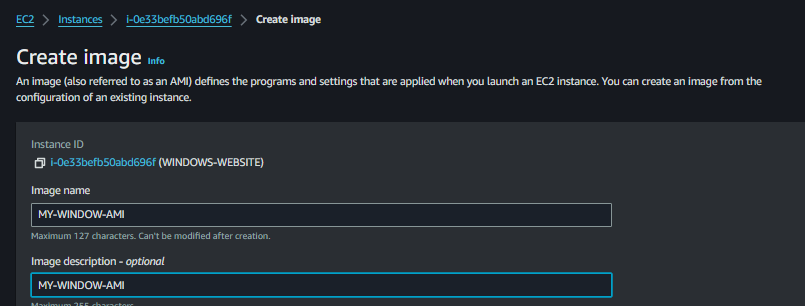 EC2 > Instances > i-0e33befb50abd696f > Create image
Create image Info
An image (also referred to as an AMI) defines the programs and settings that are applied when you launch an EC2 instance. You can create an image from the
configuration of an existing instance.
Instance ID
i-0e33befb50abd696f (WINDOWS-WEBSITE)
Image name
MY-WINDOW-AMI
Maximum 127 characters. Can't be modified after creation.
Image description - optional
MY-WINDOW-AMI
Maximum 255 characters